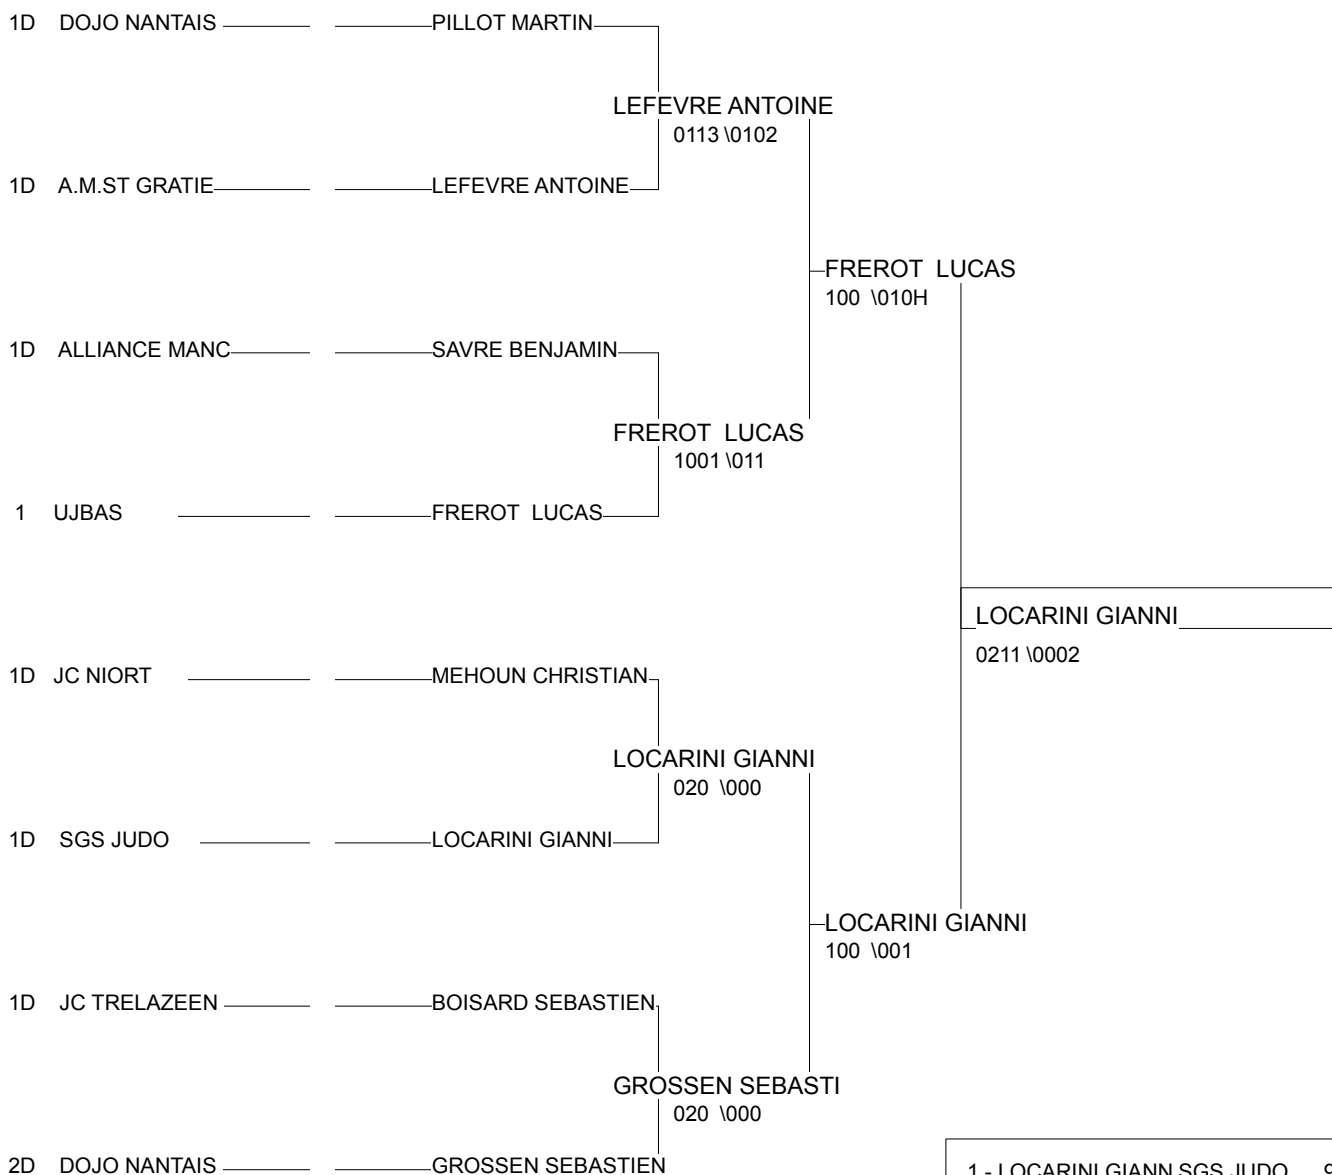 1D DOJO NANTAIS PILLOT MARTIN
LEFEVRE ANTOINE
0113 \0102
1D A.M.ST GRATIE LEFEVRE ANTOINE
FREROT LUCAS
100 \010H
1D ALLIANCE MANC SAVRE BENJAMIN
FREROT LUCAS
1001 \011
1 UJBAS FREROT LUCAS
LOCARINI GIANNI
0211 \0002
1D JC NIORT MEHOUN CHRISTIAN
LOCARINI GIANNI
020 \000
1D SGS JUDO LOCARINI GIANNI
LOCARINI GIANNI
100 \001
1D JC TRELAZEEN BOISARD SEBASTIEN
GROSSEN SEBASTI
020 \000
2D DOJO NANTAIS GROSSEN SEBASTIEN
1 - LOCARINI GIANN SGS JUDO